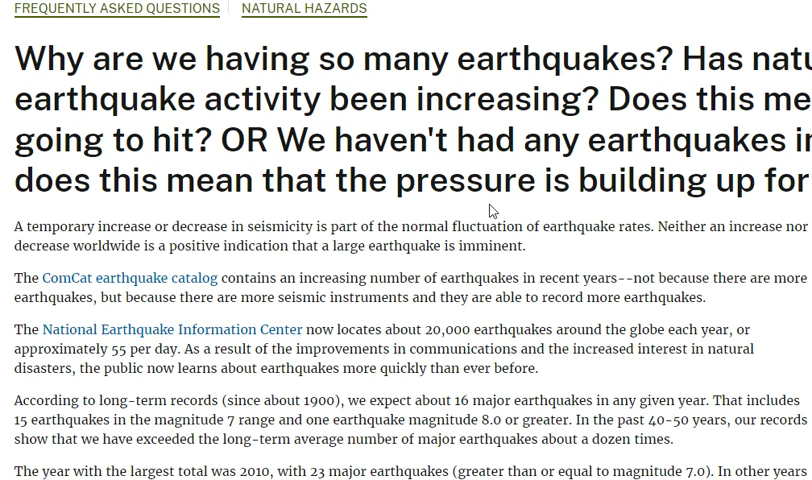 FREQUENTLY ASKED QUESTIONS
NATURAL HAZARDS
Why are we having so many earthquakes? Has
earthquake activity been increasing? Does this
going to hit? OR We haven't had any earthquakes
does this mean that the pressure is building up for
A temporary increase or decrease in seismicity is part of the normal fluctuation of earthquake rates. Neither an increase nor
decrease worldwide is a positive indication that a large earthquake is imminent.
The ComCat earthquake catalog contains an increasing number of earthquakes in recent years--not because there are more
earthquakes, but because there are more seismic instruments and they are able to record more earthquakes.
The National Earthquake Information Center now locates about 20,000 earthquakes around the globe each year, or
approximately 55 per day. As a result of the improvements in communications and the increased interest in natural
disasters, the public now learns about earthquakes more quickly than ever before.
According to long-term records (since about 1900), we expect about 16 major earthquakes in any given year. That includes
15 earthquakes in the magnitude 7 range and one earthquake magnitude 8.0 or greater. In the past 40-50 years, our records
show that we have exceeded the long-term average number of major earthquakes about a dozen times.
The year with the largest total was 2010, with 23 major earthquakes (greater than or equal to magnitude 7.0). In other years